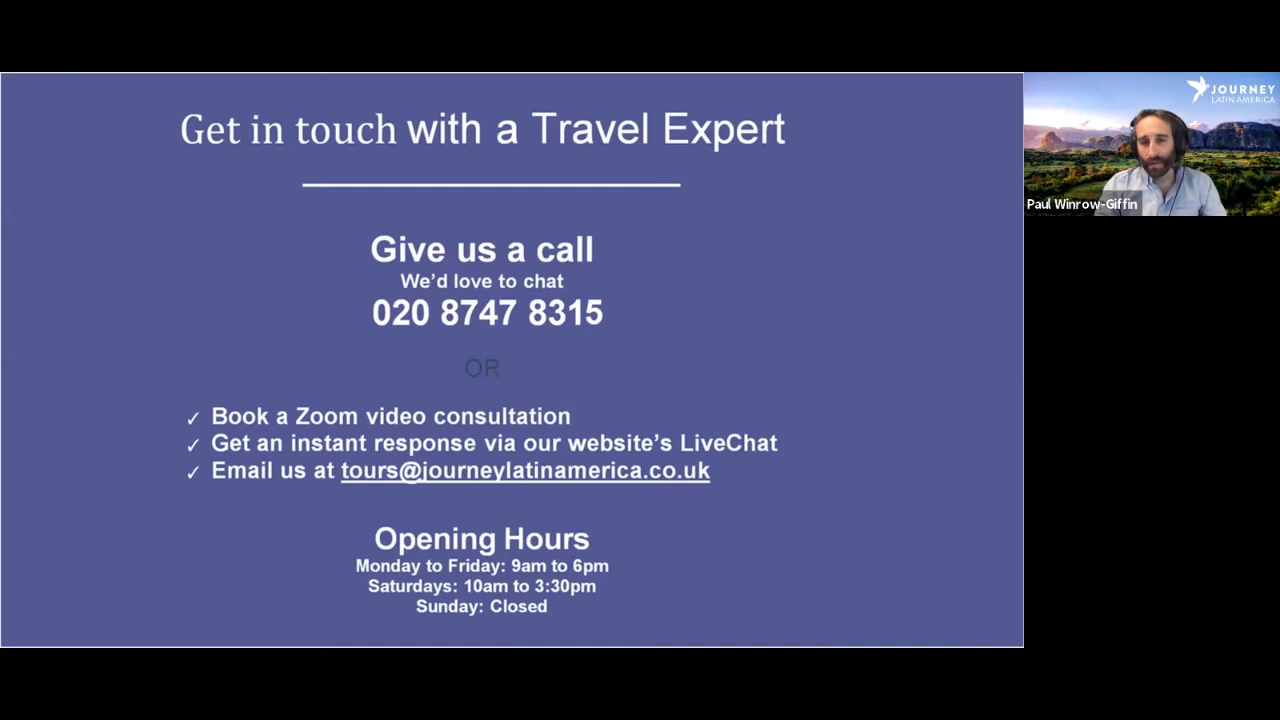 Get in touch with a Travel Expert
Give us a call
We'd love to chat
020 8747 8315
OR
✓ Book a Zoom video consultation
✓ Get an instant response via our website's LiveChat
✓ Email us at tours@journeylatinamerica.co.uk
Opening Hours
Monday to Friday: 9am to 6pm
Saturdays: 10am to 3:30pm
Sunday: Closed
JOURNEY
LATIN AMERICA
Paul Winrow-Giffin